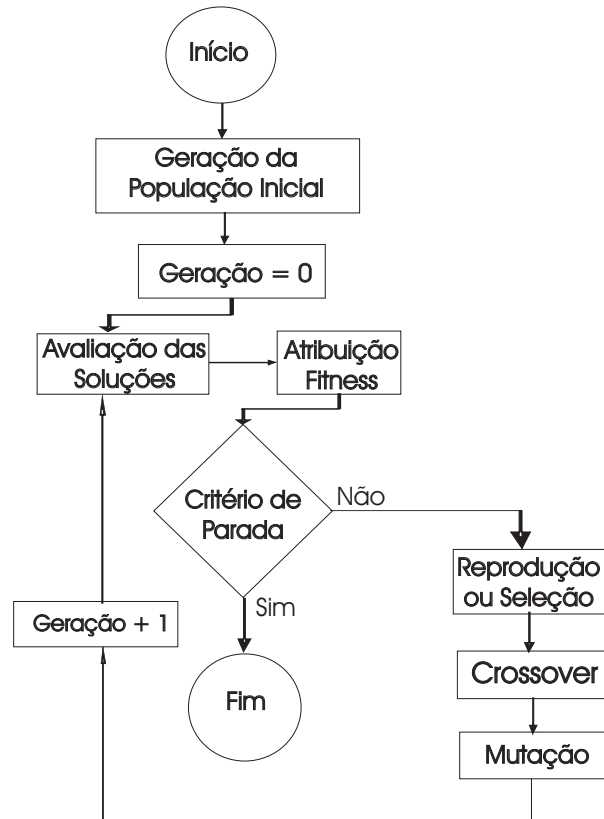 Início
Geração da
População Inicial
Geração = 0
Avaliação das
Soluções
Atribuição
Fitness
Critério de
Parada
Não
Sim
Reprodução
ou Seleção
Geração + 1
Fim
Crossover
Mutação